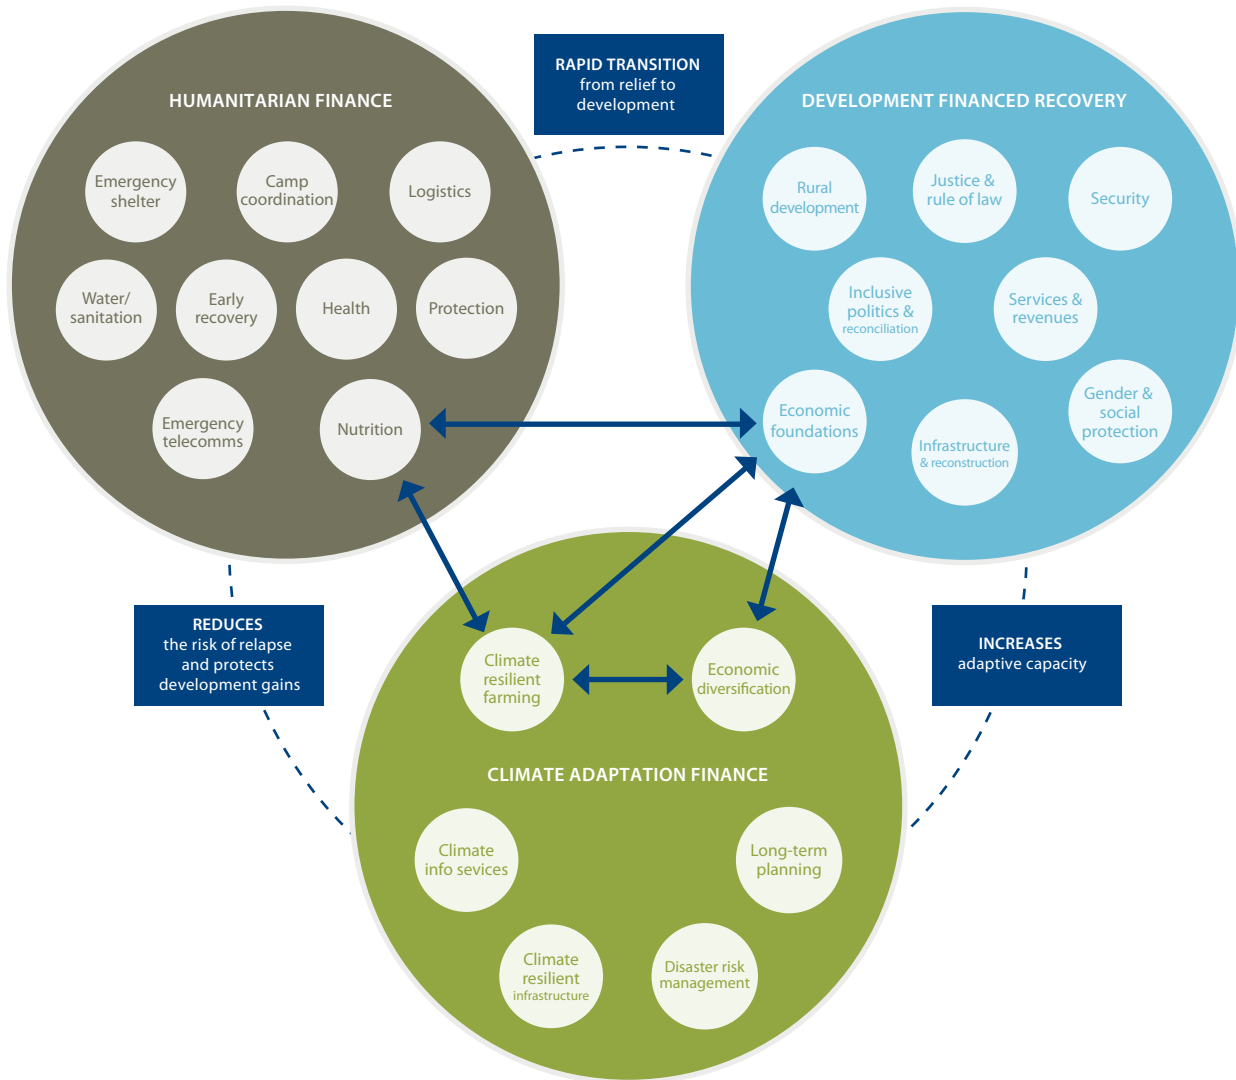 RAPID TRANSITION
from relief to
development
HUMANITARIAN FINANCE
Emergency
shelter
Camp
coordination
Logistics
Water/
sanitation
Early
recovery
Health
Protection
Emergency
telecomms
Nutrition
DEVELOPMENT FINANCED RECOVERY
Rural
development
Justice &
rule of law
Security
Inclusive
politics &
reconciliation
Services &
revenues
Economic
foundations
Infrastructure
& reconstruction
Gender &
social
protection
REDUCES
the risk of relapse
and protects
development gains
INCREASES
adaptive capacity
Climate
resilient
farming
Economic
diversification
CLIMATE ADAPTATION FINANCE
Climate
info sevices
Long-term
planning
Climate
resilient
infrastructure
Disaster risk
management